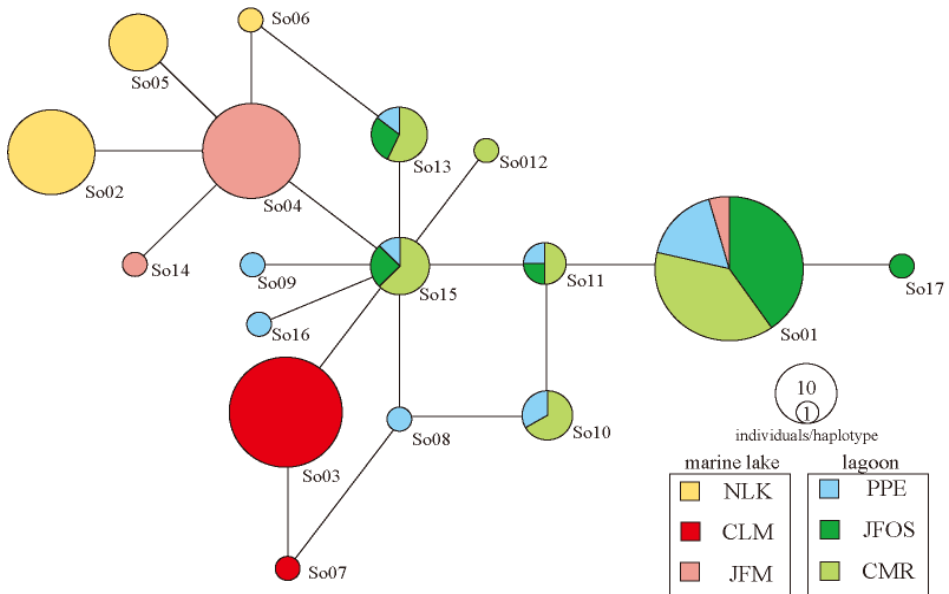 So06
So05
So13
So012
So02
So04
So14
So09
So15
So11
So17
So16
So01
So08
So10
So03
So07
10
1
individuals/haplotype
marine lake lagoon
NLK PPE
CLM JFOS
JFM CMR